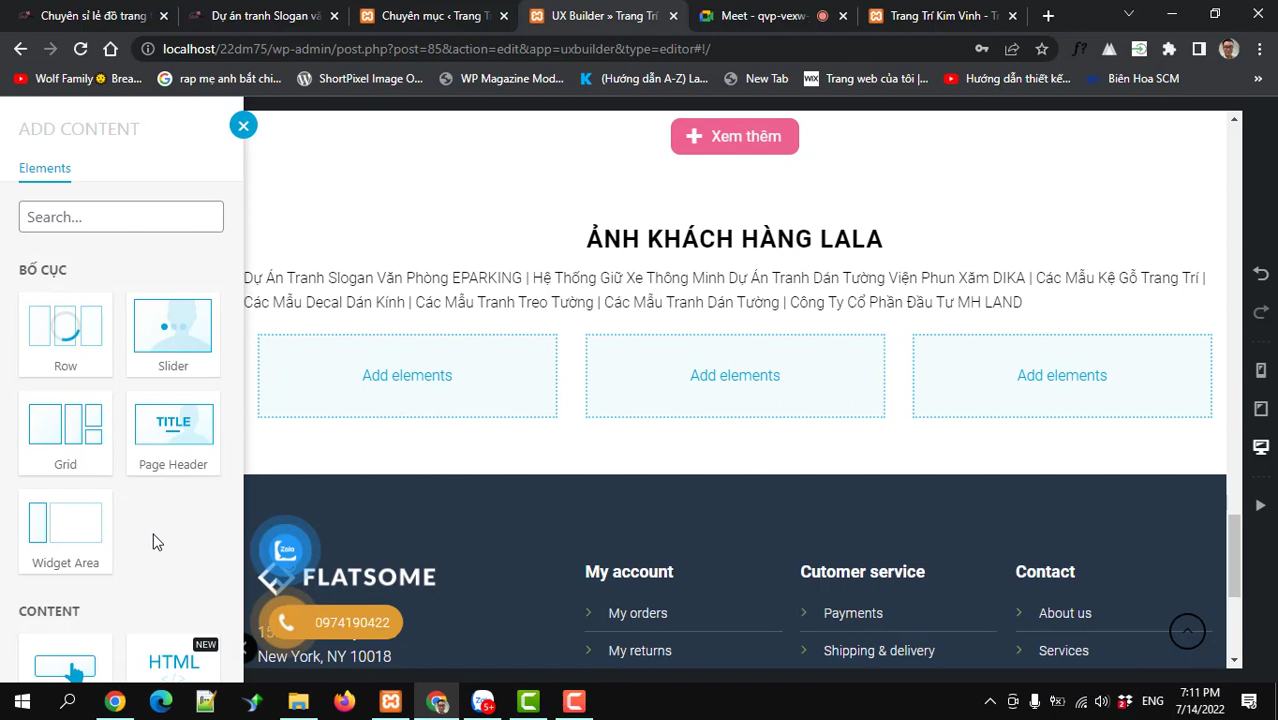 Chuyên sỉ lẻ đồ trang t
Dự án tranh Slogan vă
Chuyên mục ‹ Trang T
UX Builder » Trang Trí
Meet - qvp-vexw-
Trang Trí Kim Vinh - T
localhost/22dm75/wp-admin/post.php?post=85&action=edit&app=uxbuilder&type=editor#!/
Wolf Family Brea...
rap mẹ anh bắt chi...
ShortPixel Image O...
WP Magazine Mod...
(Hướng dẫn A-Z) La...
New Tab
WIX
Trang web của tôi |...
Hướng dẫn thiết kế...
Biên Hoa SCM
»
ADD CONTENT
Elements
Search...
BỐ CỤC
Row
Slider
TITLE
Grid
Page Header
Widget Area
CONTENT
NEW
HTML
Xem thêm
ẢNH KHÁCH HÀNG LALA
Dự Án Tranh Slogan Văn Phòng EPARKING | Hệ Thống Giữ Xe Thông Minh Dự Án Tranh Dán Tường Viện Phun Xăm DIKA | Các Mẫu Kệ Gỗ Trang Trí |
Các Mẫu Decal Dán Kính | Các Mẫu Tranh Treo Tường | Các Mẫu Tranh Dán Tường | Công Ty Cổ Phần Đầu Tư MH LAND
Add elements
Add elements
Add elements
Zalo
FLATSOME
0974190422
New York, NY 10018
My account
My orders
My returns
Cutomer service
Payments
Shipping & delivery
Contact
About us
Services
5+
ENG
7:11 PM
7/14/2022